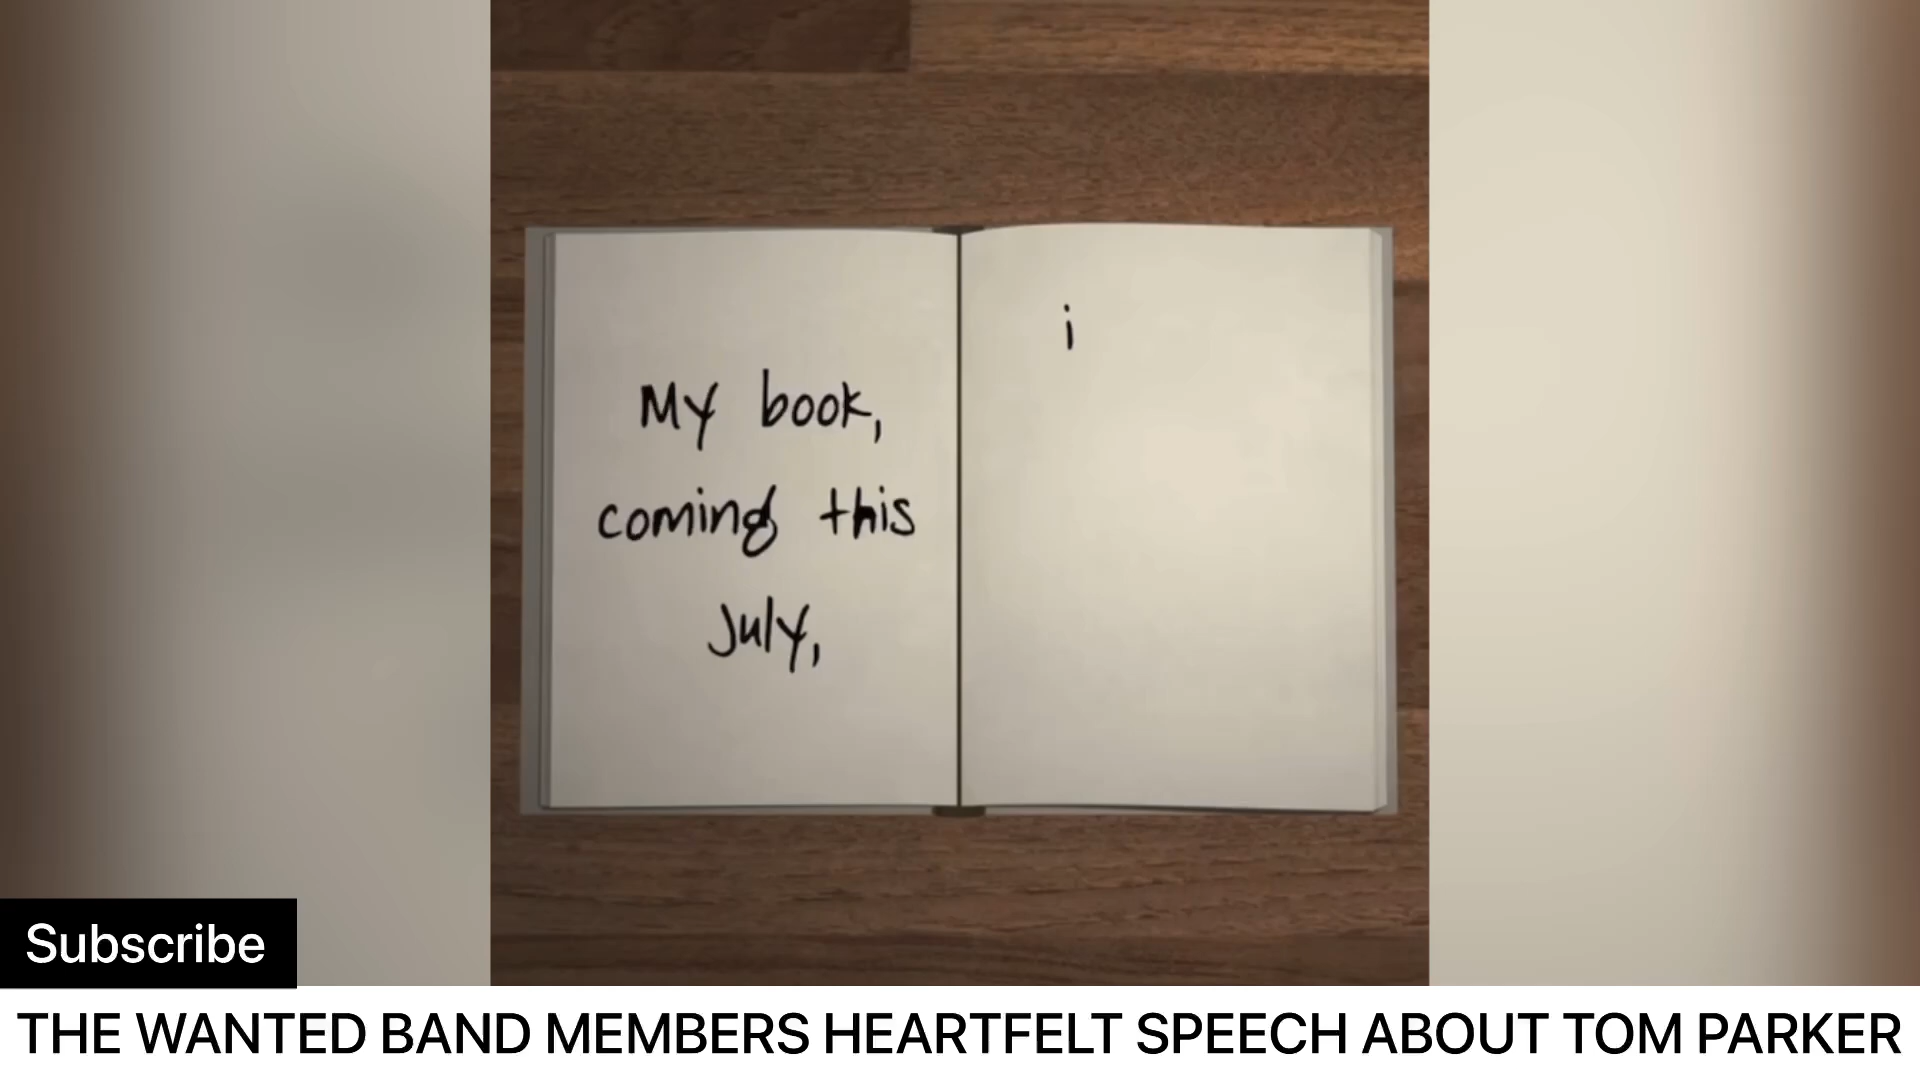 My book,
coming this
July,
i
Subscribe
THE WANTED BAND MEMBERS HEARTFELT SPEECH ABOUT TOM PARKER